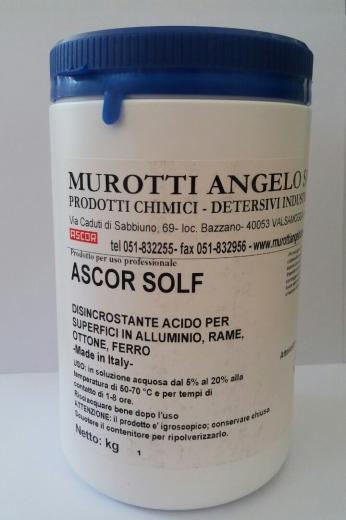 MUROTTI ANGELO
PRODOTTI CHIMICI - DETERSIVI
Via Caduti di Sabbiuno, 69- loc. Bazzano- 40053
ASCOR tel 051-832255- fax 051-832956 -
Prodotto per uso professionale
ASCOR SOLF
DISINCROSTANTE ACIDO PER
SUPERFICI IN ALLUMINIO, RAME,
OTTONE, FERRO
-Made in Italy-
USO: in soluzione acquosa dal 5% al 20% alla
temperatura di 50-70 °C e per tempi di
contatto di 1-8 ore.
Risciacquare bene dopo l'uso
ATTENZIONE: il prodotto e' igroscopico; conservare chiusa
Scuotere il contenitore per ripolverizzarlo.
Netto: kg 1